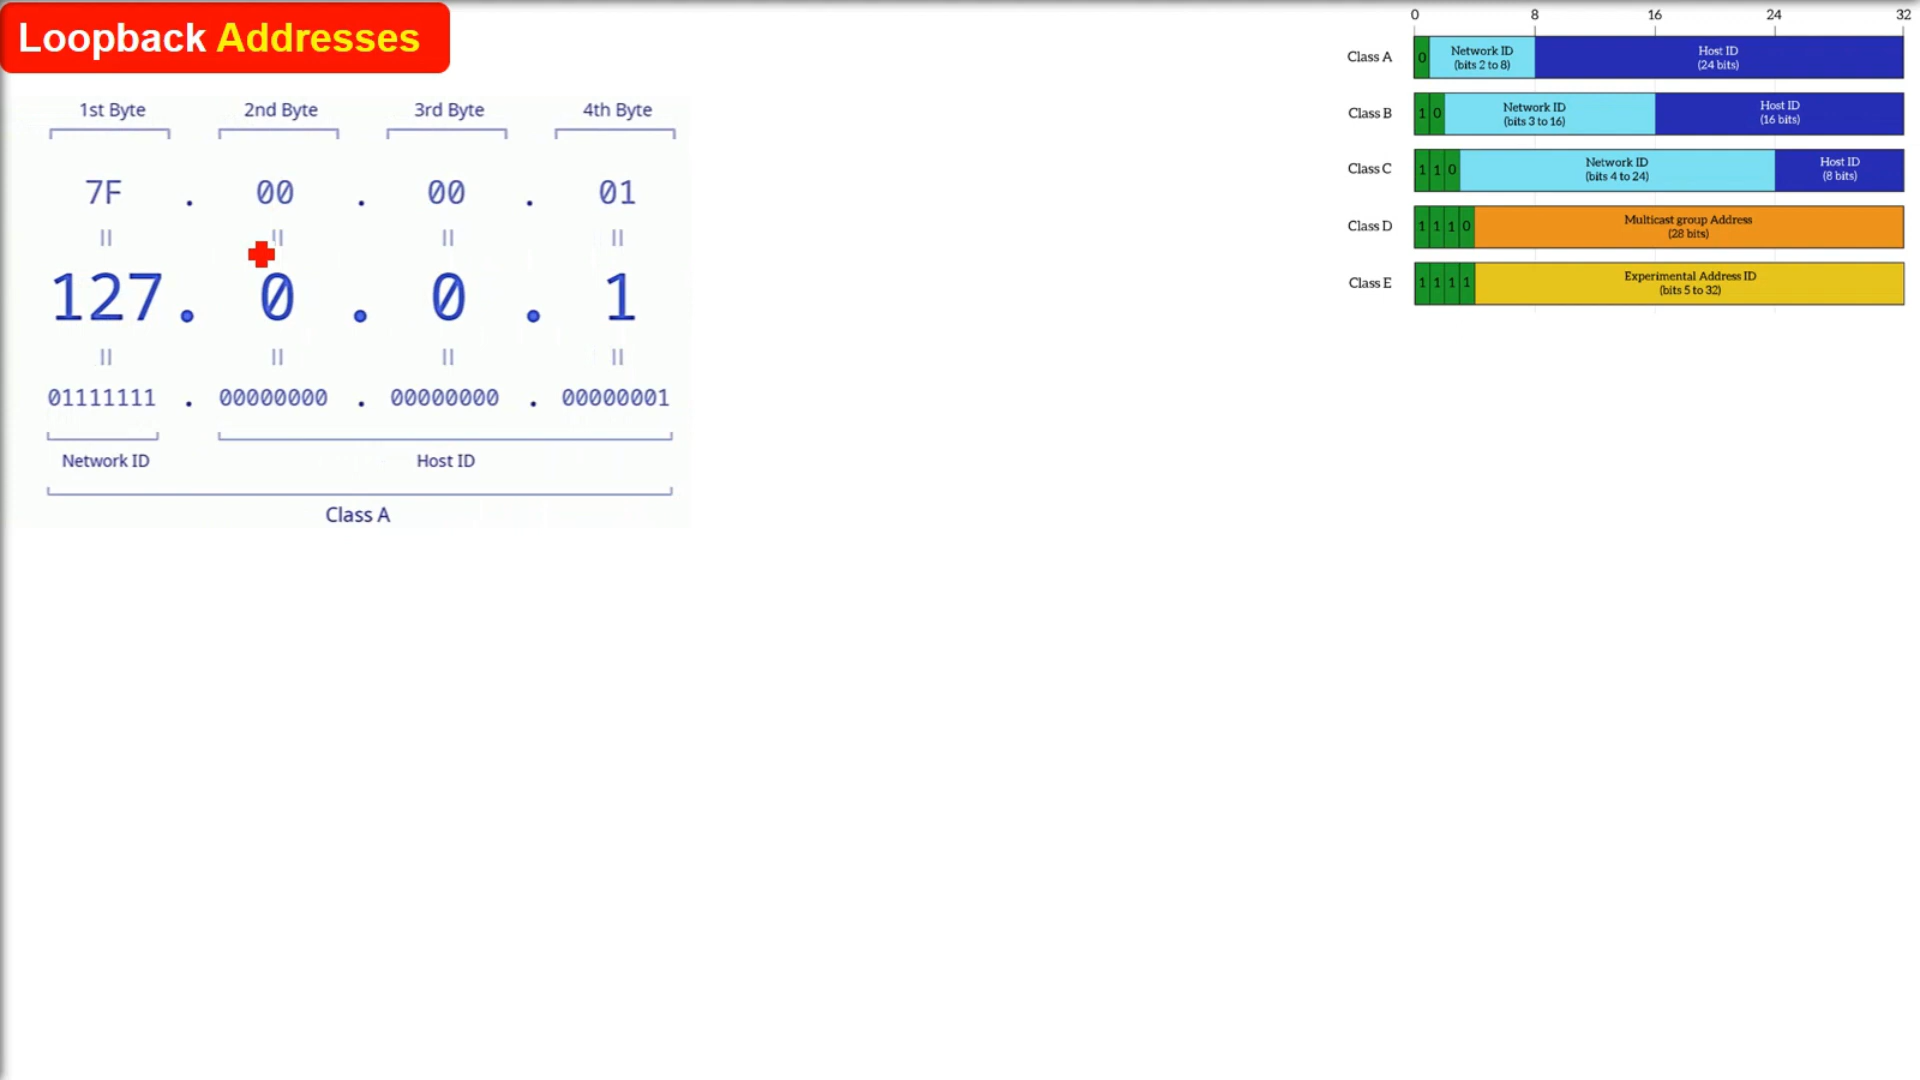 Loopback Addresses
1st Byte 2nd Byte 3rd Byte 4th Byte
7F . 00 . 00 . 01
127. 0 . 0 . 1
01111111 . 00000000 . 00000000 . 00000001
Network ID Host ID
Class A
0 8 16 24 32
Class A 0 Network ID Host ID
(bits 2 to 8) (24 bits)
Class B 1 0 Network ID Host ID
(bits 3 to 16) (16 bits)
Class C 1 1 0 Network ID Host ID
(bits 4 to 24) (8 bits)
Class D 1 1 1 0 Multicast group Address
(28 bits)
Class E 1 1 1 1 Experimental Address ID
(bits 5 to 32)